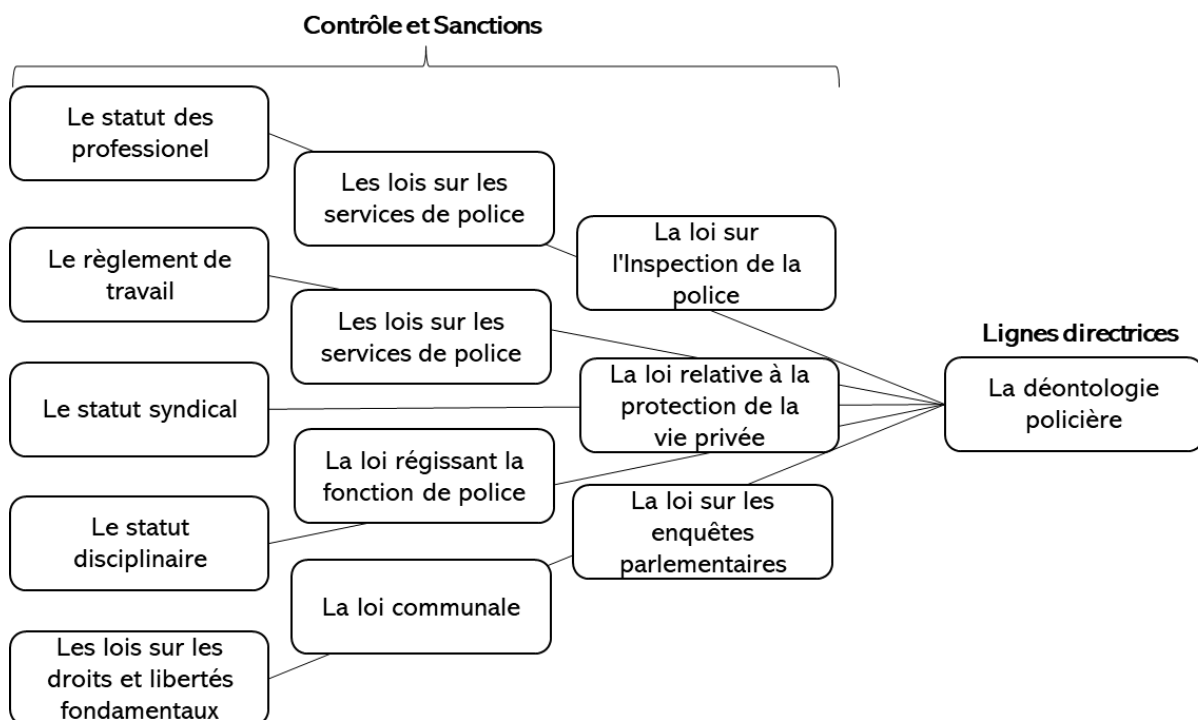 Contrôle et Sanctions
Le statut des
professionel
Le règlement de
travail
Le statut syndical
Le statut
disciplinaire
Les lois sur les
droits et libertés
fondamentaux
Les lois sur les
services de police
Les lois sur les
services de police
La loi régissant la
fonction de police
La loi communale
La loi sur
l'Inspection de la
police
La loi relative à la
protection de la
vie privée
La loi sur les
enquêtes
parlementaires
Lignes directrices
La déontologie
policière